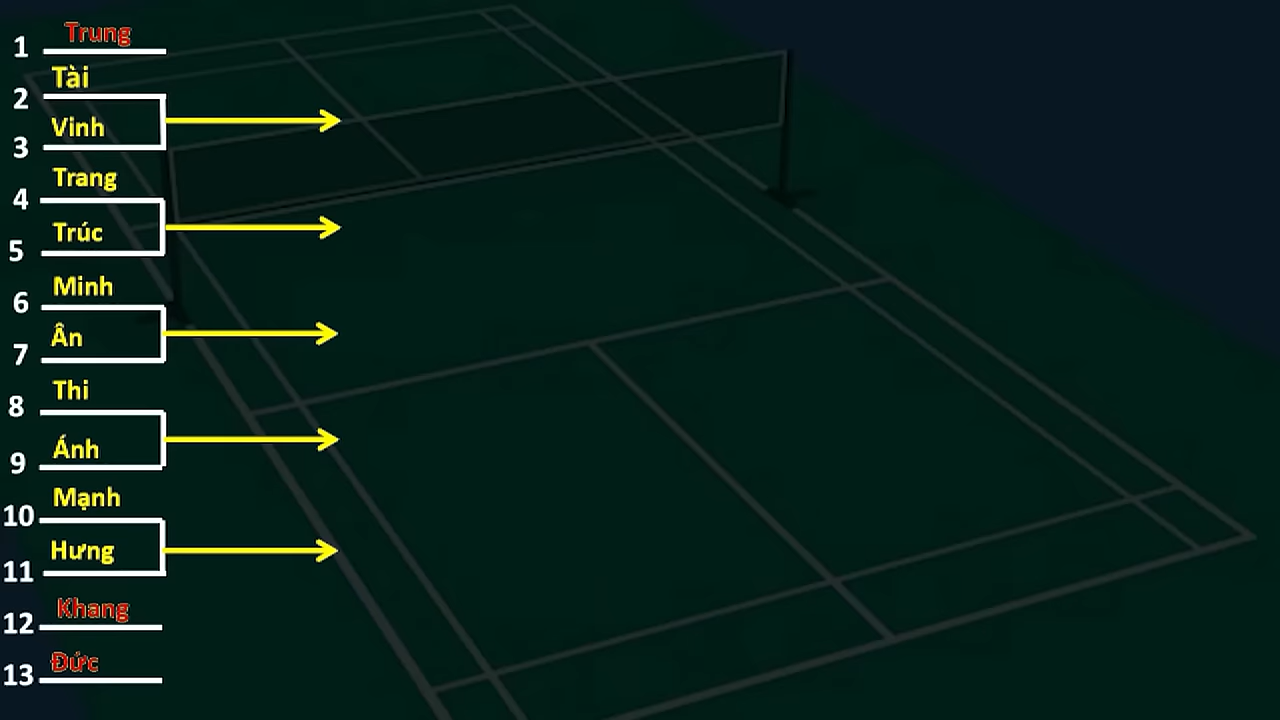 1 Trung
Tài
2
Vinh
3
Trang
4
Trúc
5
Minh
6
Ân
7
Thi
8
Ánh
9
Mạnh
10
Hưng
11
Khang
12
Đức
13